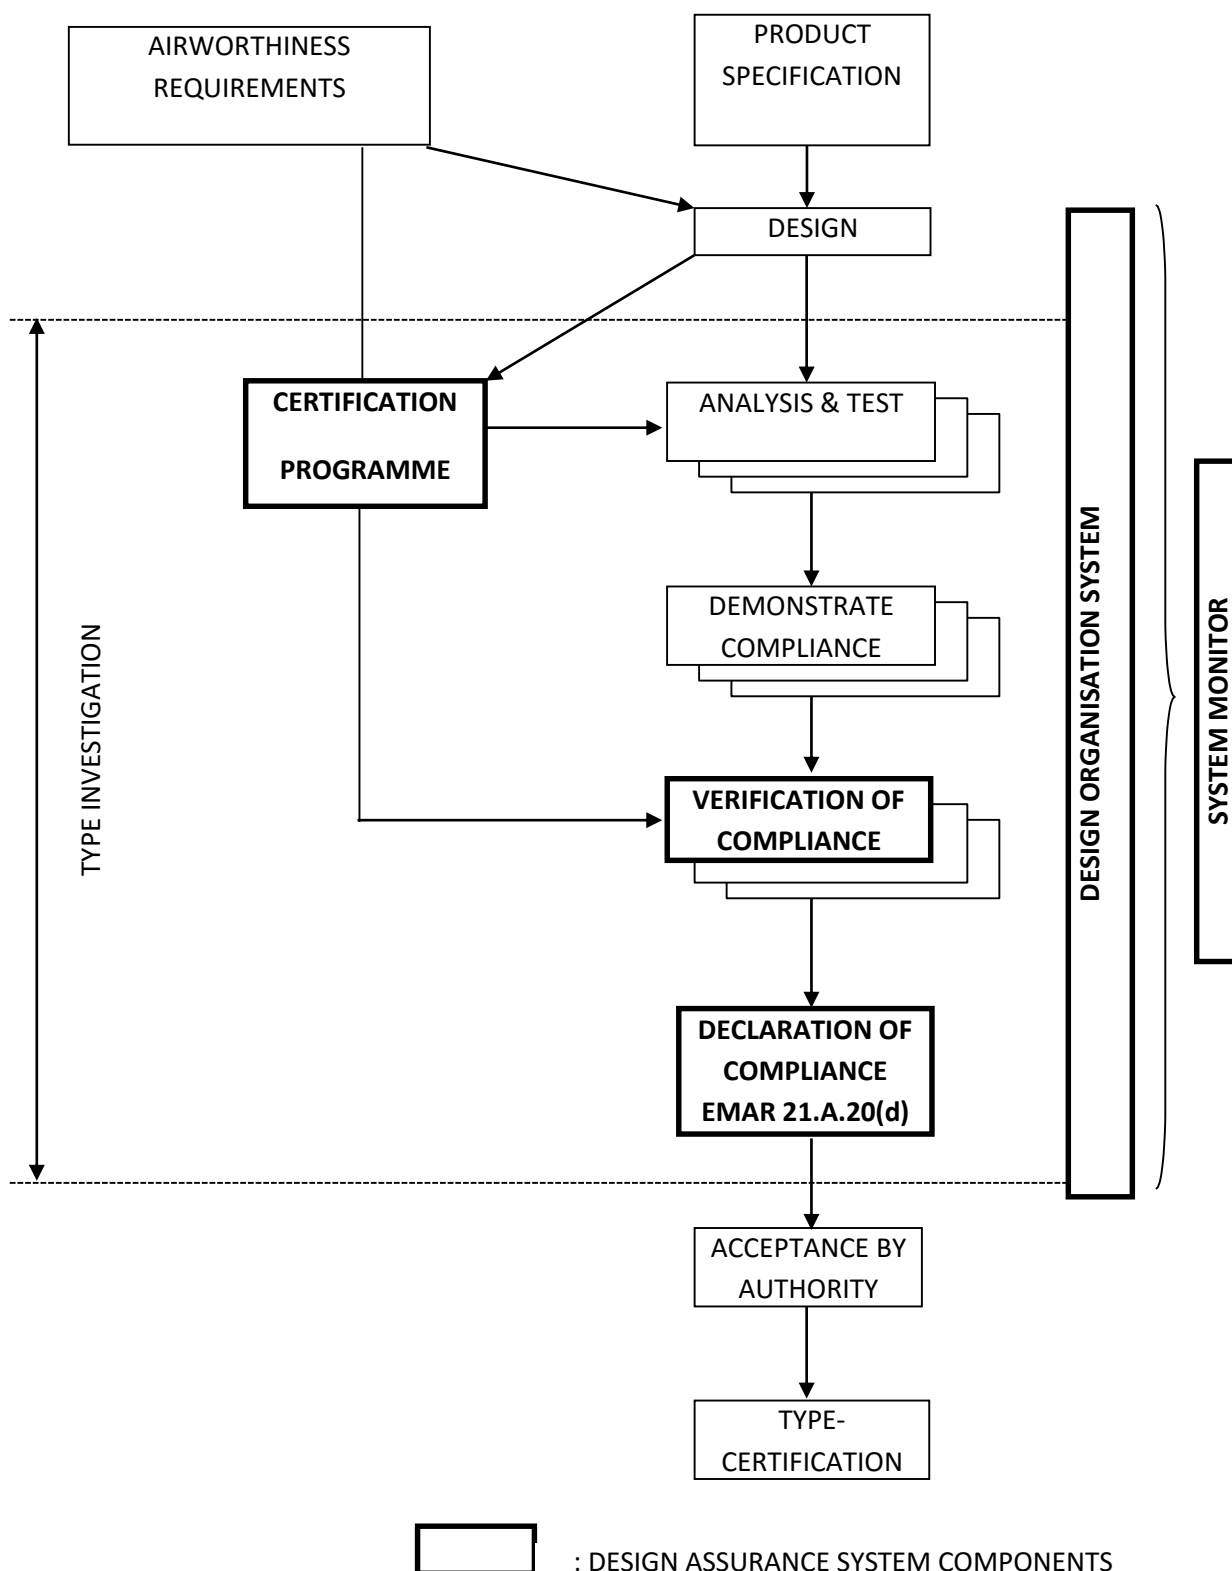 AIRWORTHINESS
REQUIREMENTS
PRODUCT
SPECIFICATION
DESIGN
CERTIFICATION
PROGRAMME
ANALYSIS & TEST
DEMONSTRATE
COMPLIANCE
TYPE INVESTIGATION
VERIFICATION OF
COMPLIANCE
DECLARATION OF
COMPLIANCE
EMAR 21.A.20(d)
DESIGN ORGANISATION SYSTEM
SYSTEM MONITOR
ACCEPTANCE BY
AUTHORITY
TYPE-
CERTIFICATION
: DESIGN ASSURANCE SYSTEM COMPONENTS